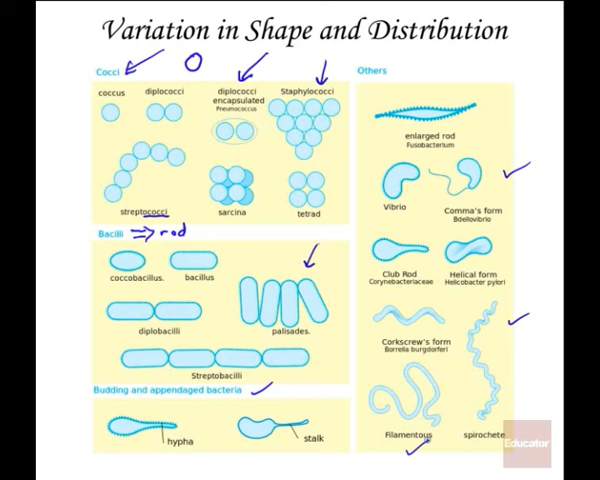 Variation in Shape and Distribution
Cocci
coccus
diplococci
diplococci
encapsulated
Pneumococcus
Staphylococci
streptococci
sarcina
tetrad
Bacilli => rod
coccobacillus.
bacillus
diplobacilli
palisades.
Streptobacilli
Budding and appendaged bacteria
hypha
stalk
Others
enlarged rod
Fusobacterium
Vibrio
Comma's form
Bdellovibrio
Club Rod
Corynebacteriaceae
Helical form
Helicobacter pylori
Corkscrew's form
Borrelia burgdorferi
Filamentous
spirochete
Educator